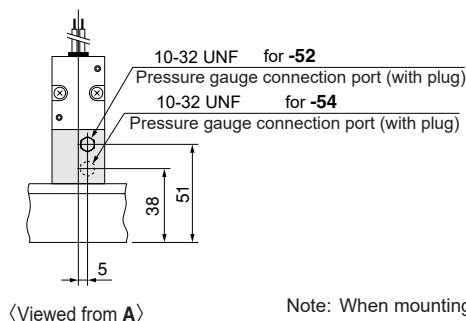 10-32 UNF for -52
Pressure gauge connection port (with plug)
10-32 UNF for -54
Pressure gauge connection port (with plug)
38
51
5
〈Viewed from A〉
Note: When mounting